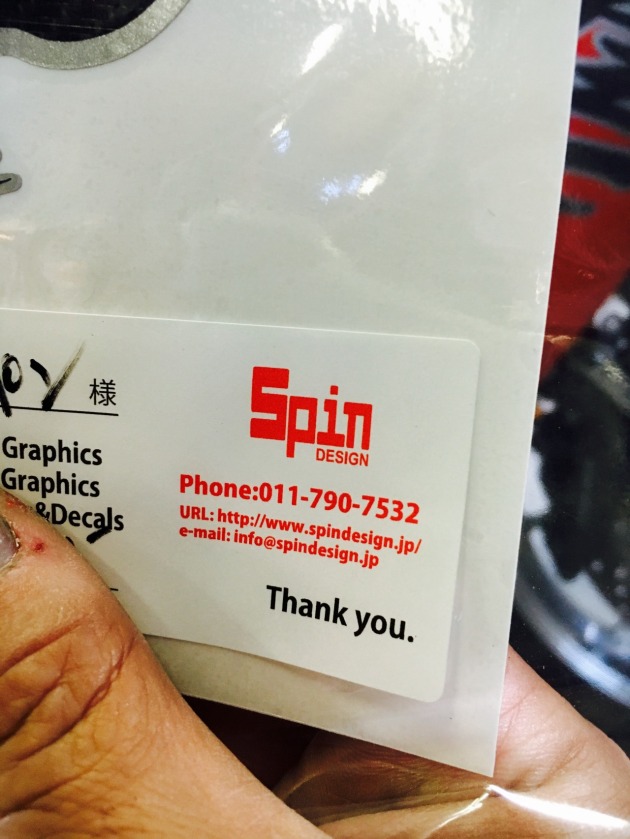 様
Graphics
Graphics
&Decals
Spin
DESIGN
Phone:011-790-7532
URL: http://www.spindesign.jp/
e-mail: info@spindesign.jp
Thank you.